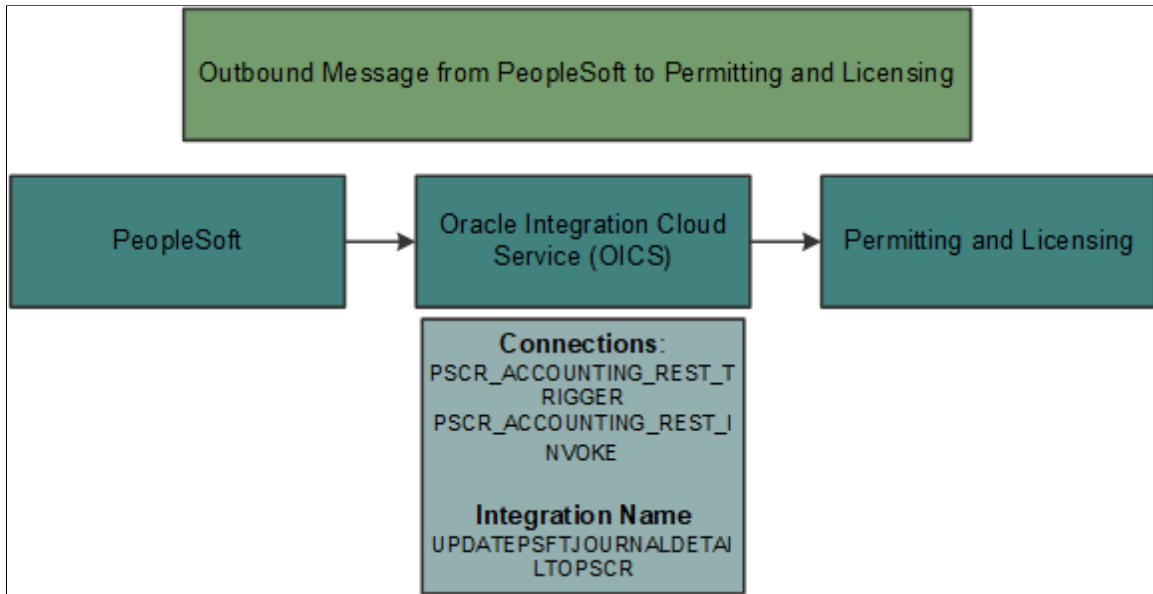 Outbound Message from PeopleSoft to Permitting and Licensing
PeopleSoft
Oracle Integration Cloud
Service (OICS)
Permitting and Licensing
Connections:
PSCR_ACCOUNTING_REST_T
RIGGER
PSCR_ACCOUNTING_REST_I
NVOKE
Integration Name
UPDATEPSFTJOURNALDETAI
LTOPSCR